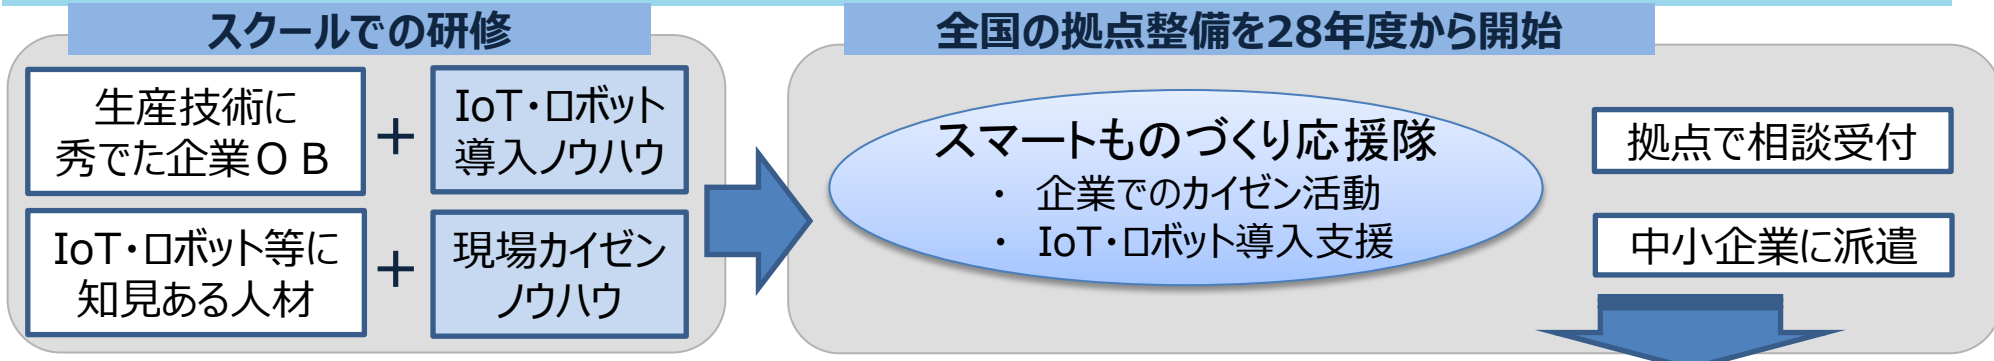 スクールでの研修
生産技術に
秀でた企業ＯＢ
＋
IoT・ロボット
導入ノウハウ
IoT・ロボット等に
知見ある人材
＋
現場カイゼン
ノウハウ
全国の拠点整備を28年度から開始
スマートものづくり応援隊
・ 企業でのカイゼン活動
・ IoT・ロボット導入支援
拠点で相談受付
中小企業に派遣